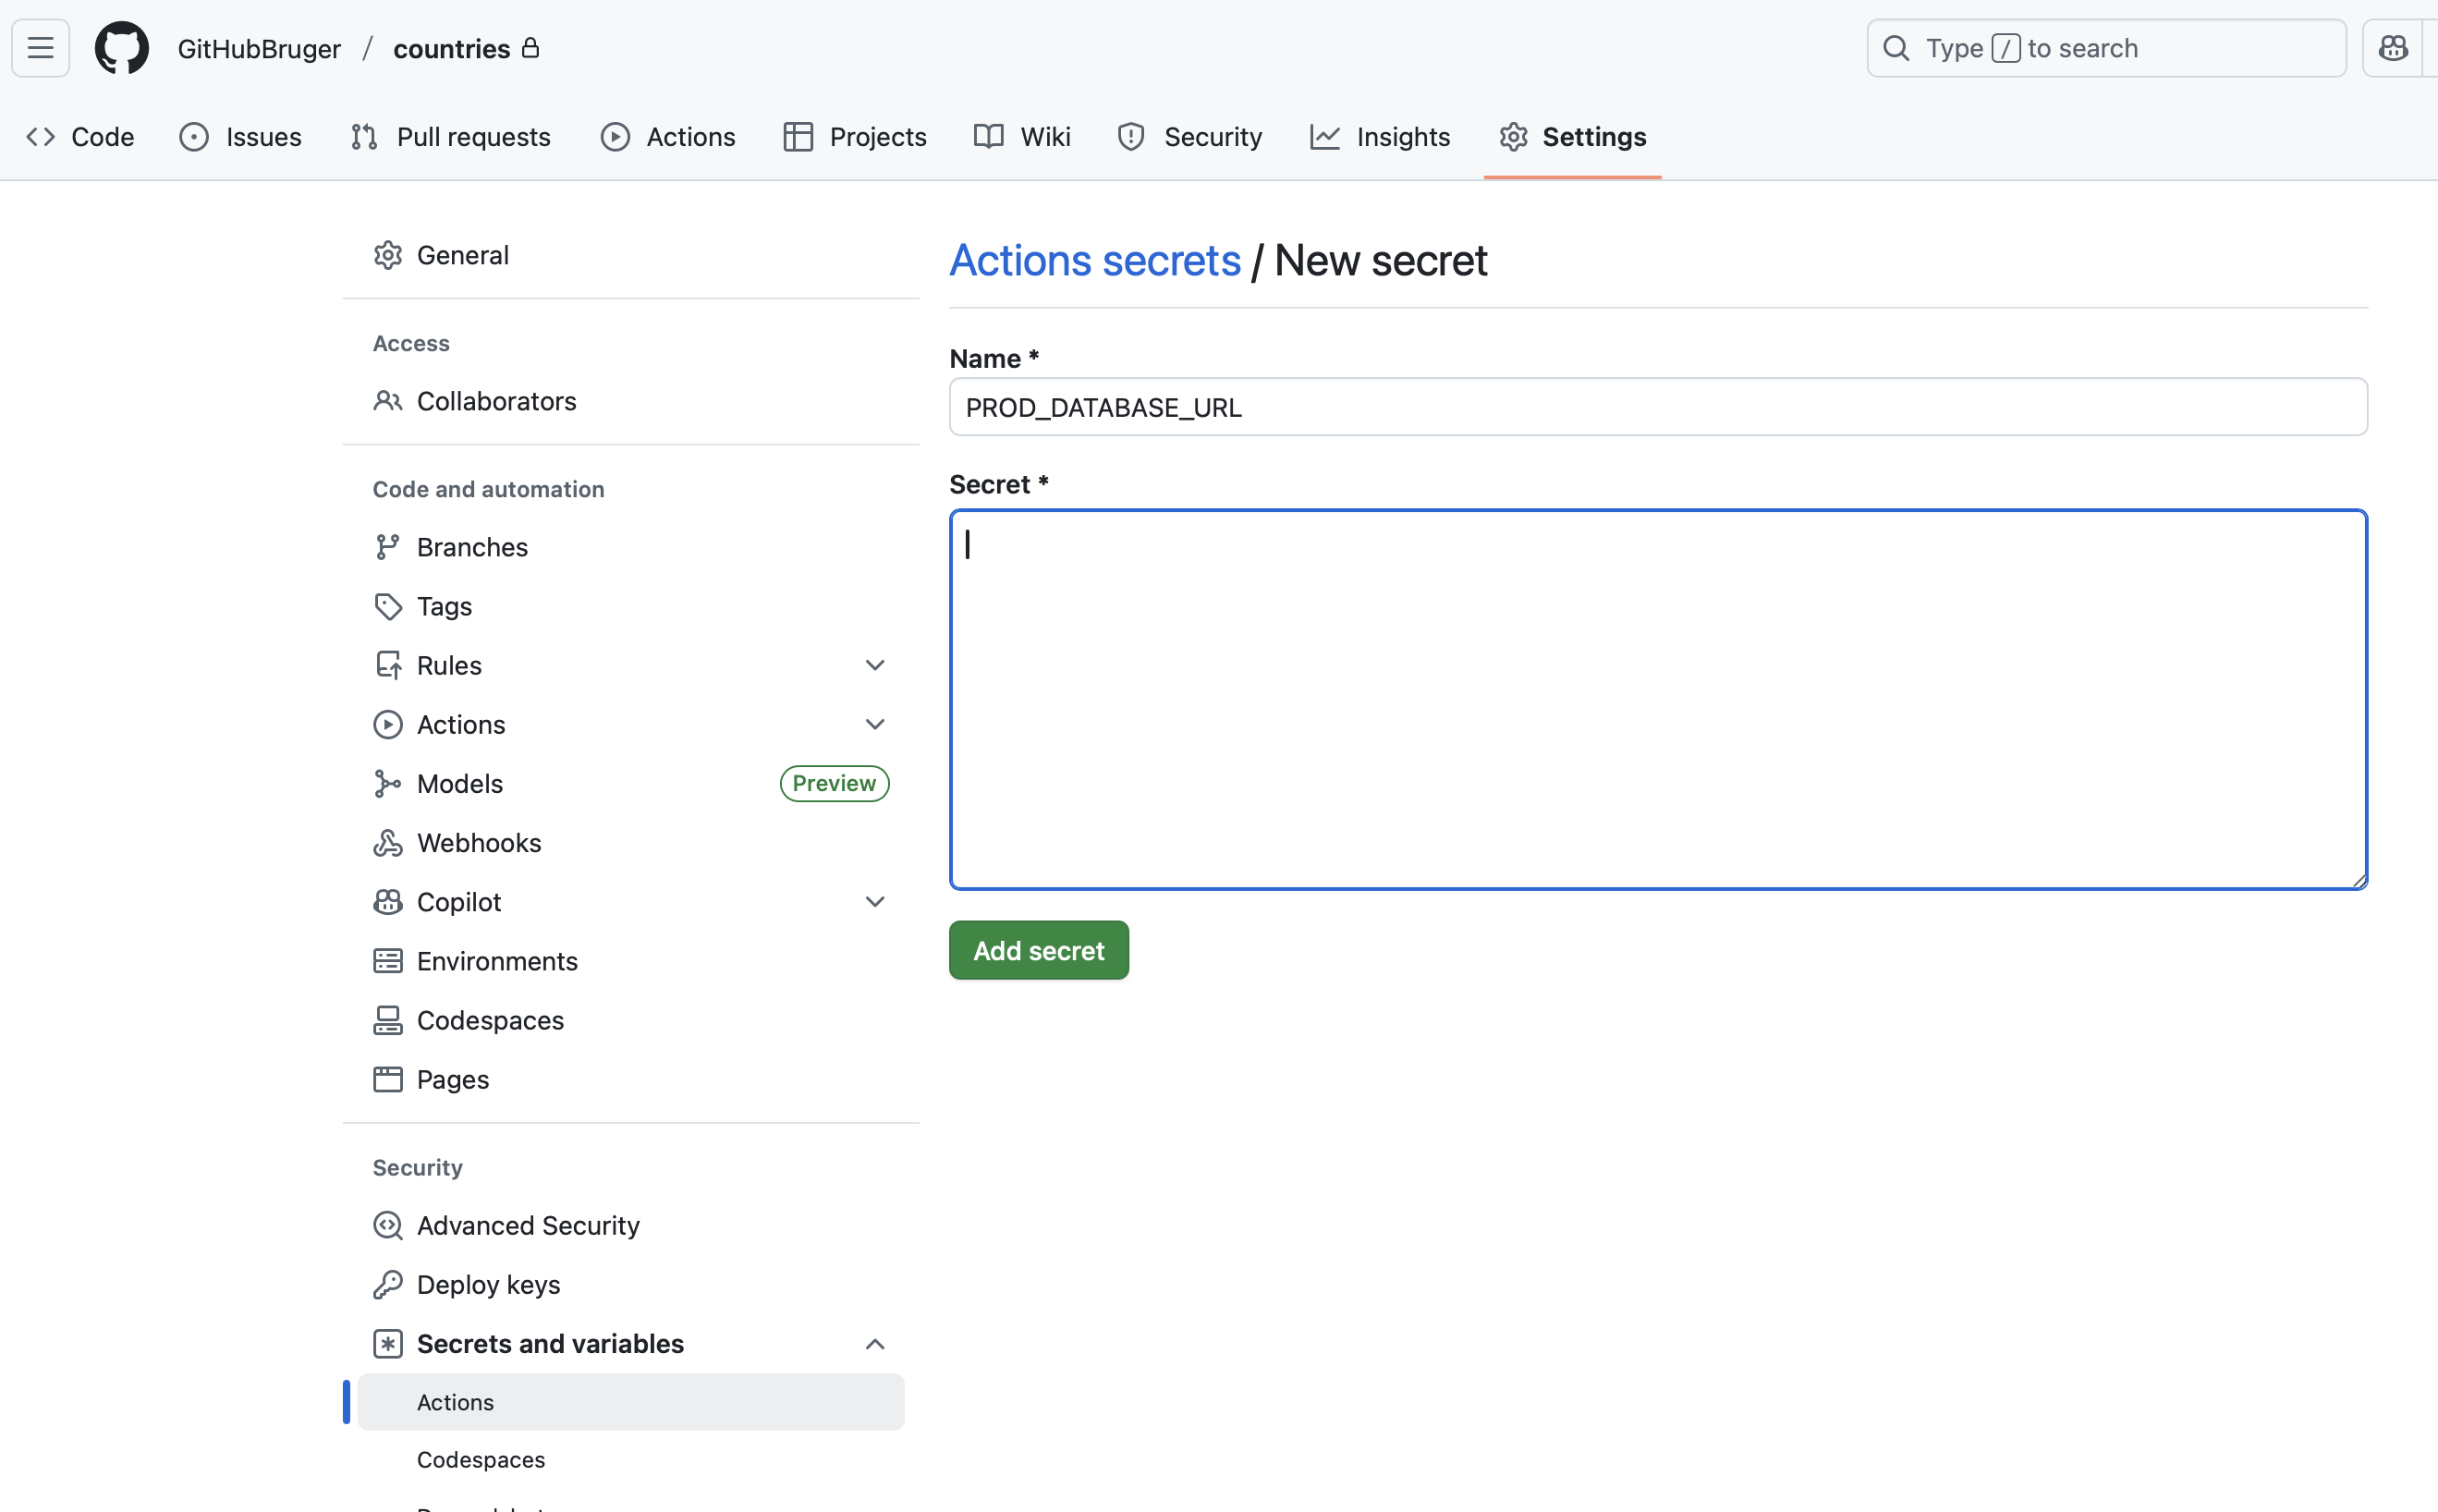 GitHubBruger / countries
Type / to search
Code Issues Pull requests Actions Projects Wiki Security Insights Settings
General
Access
Collaborators
Code and automation
Branches
Tags
Rules
Actions
Models Preview
Webhooks
Copilot
Environments
Codespaces
Pages
Security
Advanced Security
Deploy keys
Secrets and variables
Actions
Codespaces
Actions secrets / New secret
Name *
PROD_DATABASE_URL
Secret *
Add secret